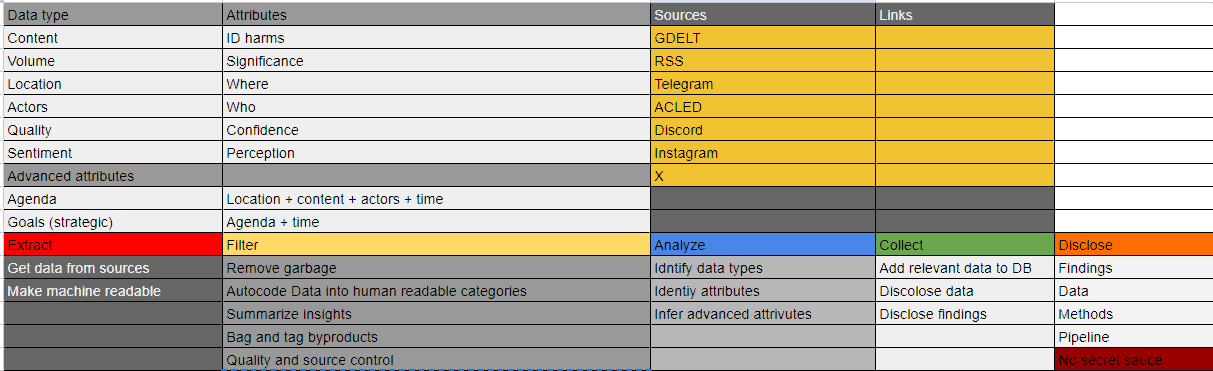 Data type Attributes Sources Links
Content ID harms GDELT
Volume Significance RSS
Location Where Telegram
Actors Who ACLED
Quality Confidence Discord
Sentiment Perception Instagram
Advanced attributes X
Agenda Location + content + actors + time
Goals (strategic) Agenda + time
Extract Filter Analyze Collect Disclose
Get data from sources Remove garbage Idntify data types Add relevant data to DB Findings
Make machine readable Autocode Data into human readable categories Identiy attributes Discolose data Data
Summarize insights Infer advanced attrivutes Disclose findings Methods
Bag and tag byproducts Pipeline
Quality and source control No secret sauce